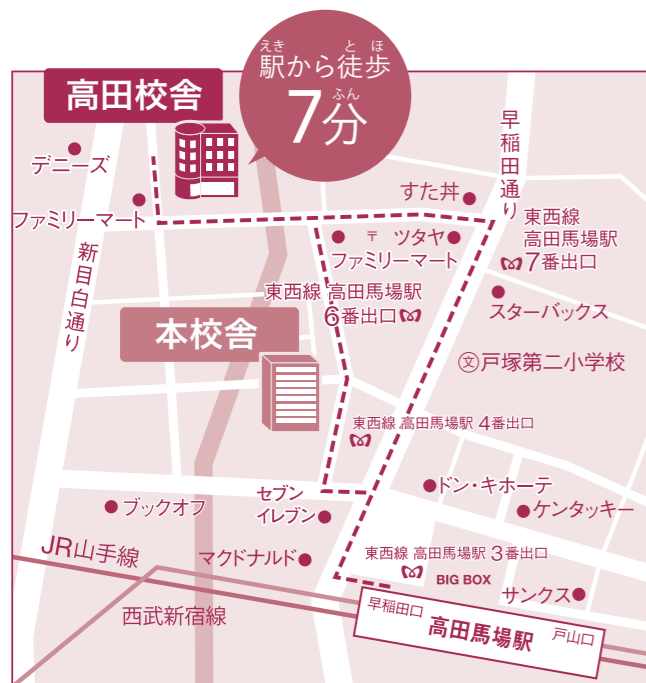 えき と ほ
駅から徒歩
ふん
7分
高田校舎
早稲田通り
デニーズ
すた丼
ファミリーマート
東西線
高田馬場駅
7番出口
〒 ツタヤ
ファミリーマート
新目白通り
東西線 高田馬場駅
6番出口
スターバックス
本校舎
文 戸塚第二小学校
東西線 高田馬場駅 4番出口
ドン・キホーテ
セブン
イレブン
ブックオフ
ケンタッキー
JR山手線
マクドナルド
東西線 高田馬場駅 3番出口
BIG BOX
サンクス
西武新宿線
早稲田口
高田馬場駅
戸山口